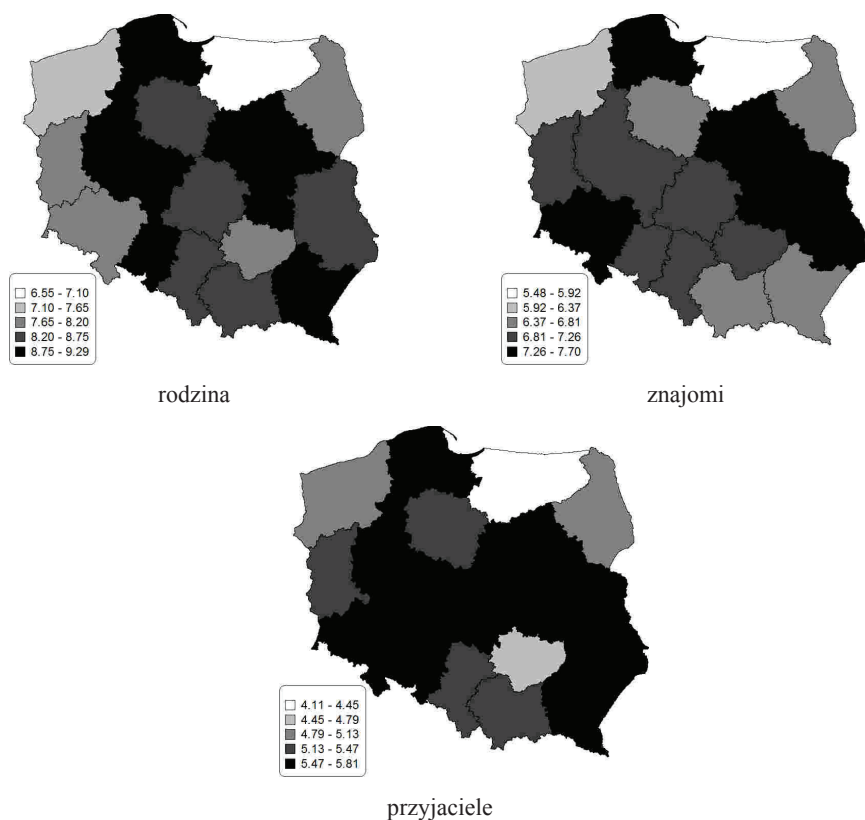 6.55 - 7.10
7.10 - 7.65
7.65 - 8.20
8.20 - 8.75
8.75 - 9.29
rodzina
5.48 - 5.92
5.92 - 6.37
6.37 - 6.81
6.81 - 7.26
7.26 - 7.70
znajomi
4.11 - 4.45
4.45 - 4.79
4.79 - 5.13
5.13 - 5.47
5.47 - 5.81
przyjaciele